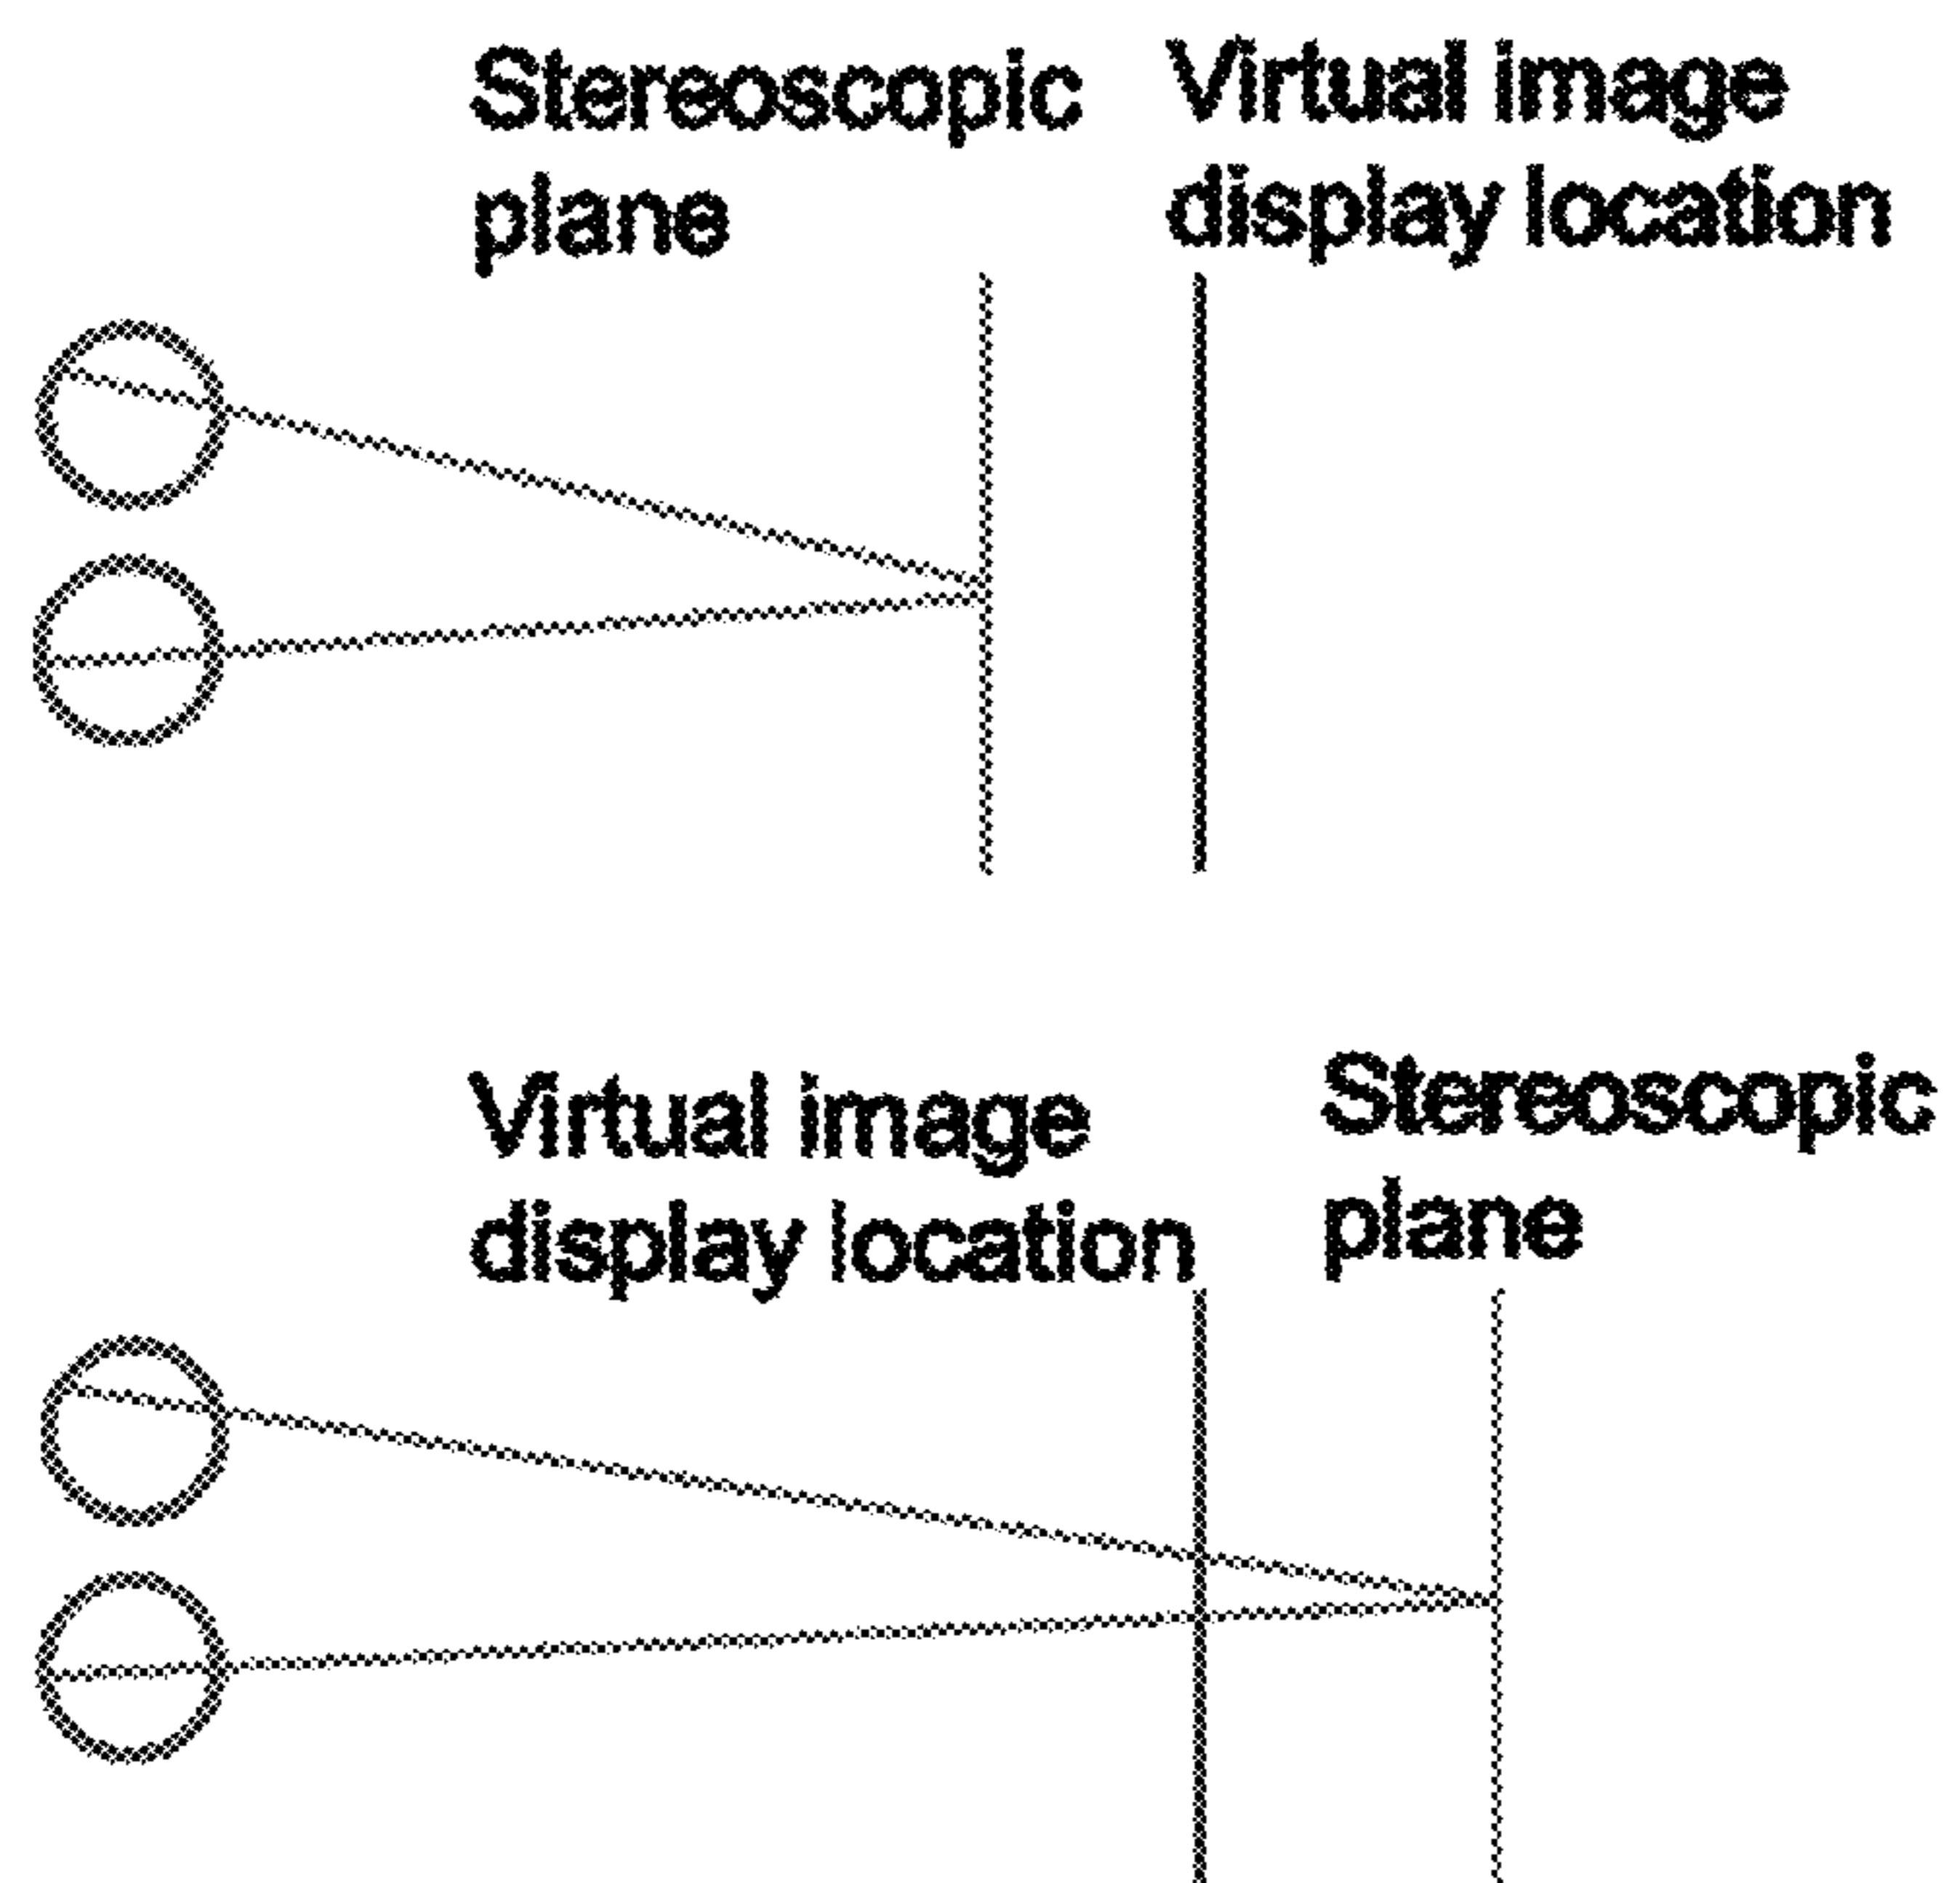 Stereoscopic
plane
Virtual image
display location
Virtual image
display location
Stereoscopic
plane